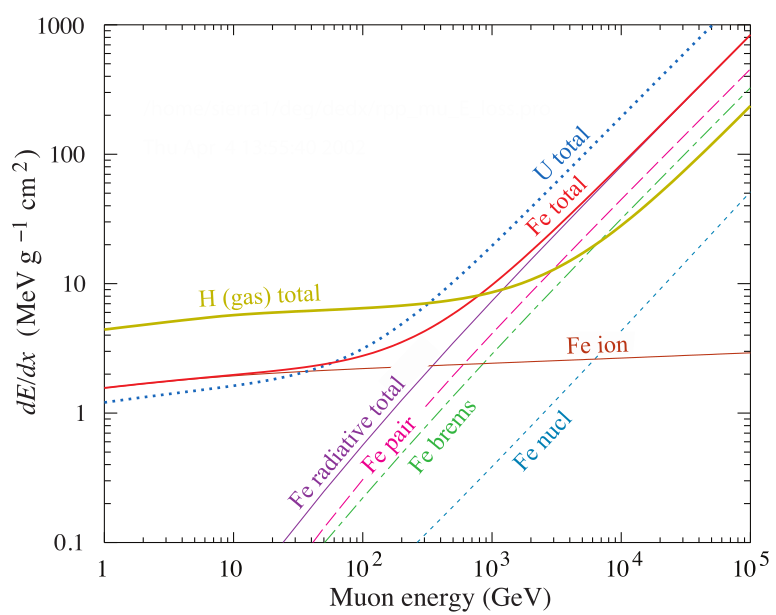 1000
100
10
1
0.1
dE/dx (MeV g⁻¹ cm²)
U total
Fe total
H (gas) total
Fe ion
Fe radiative total
Fe pair
Fe brems
Fe nucl
1
10
10²
10³
10⁴
10⁵
Muon energy (GeV)